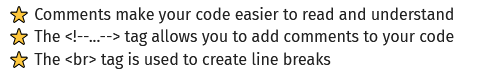 ⭐ Comments make your code easier to read and understand
⭐ The <!--...--> tag allows you to add comments to your code
⭐ The <br> tag is used to create line breaks